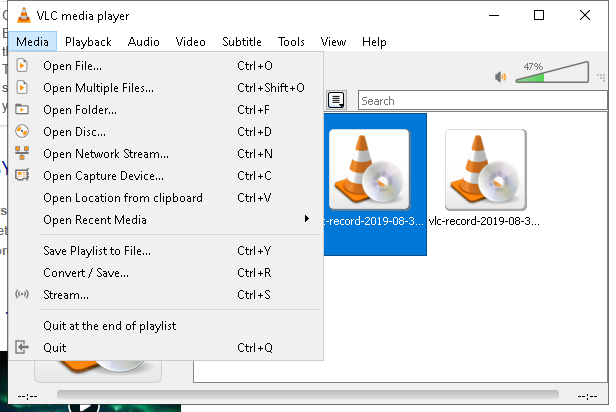 VLC media player
Media Playback Audio Video Subtitle Tools View Help
Open File... Ctrl+O
Open Multiple Files... Ctrl+Shift+O
Open Folder... Ctrl+F
Open Disc... Ctrl+D
Open Network Stream... Ctrl+N
Open Capture Device... Ctrl+C
Open Location from clipboard Ctrl+V
Open Recent Media
Save Playlist to File... Ctrl+Y
Convert / Save... Ctrl+R
Stream... Ctrl+S
Quit at the end of playlist
Quit Ctrl+Q
47%
Search
c-record-2019-08-3... vlc-record-2019-08-3...
--:-- --:--